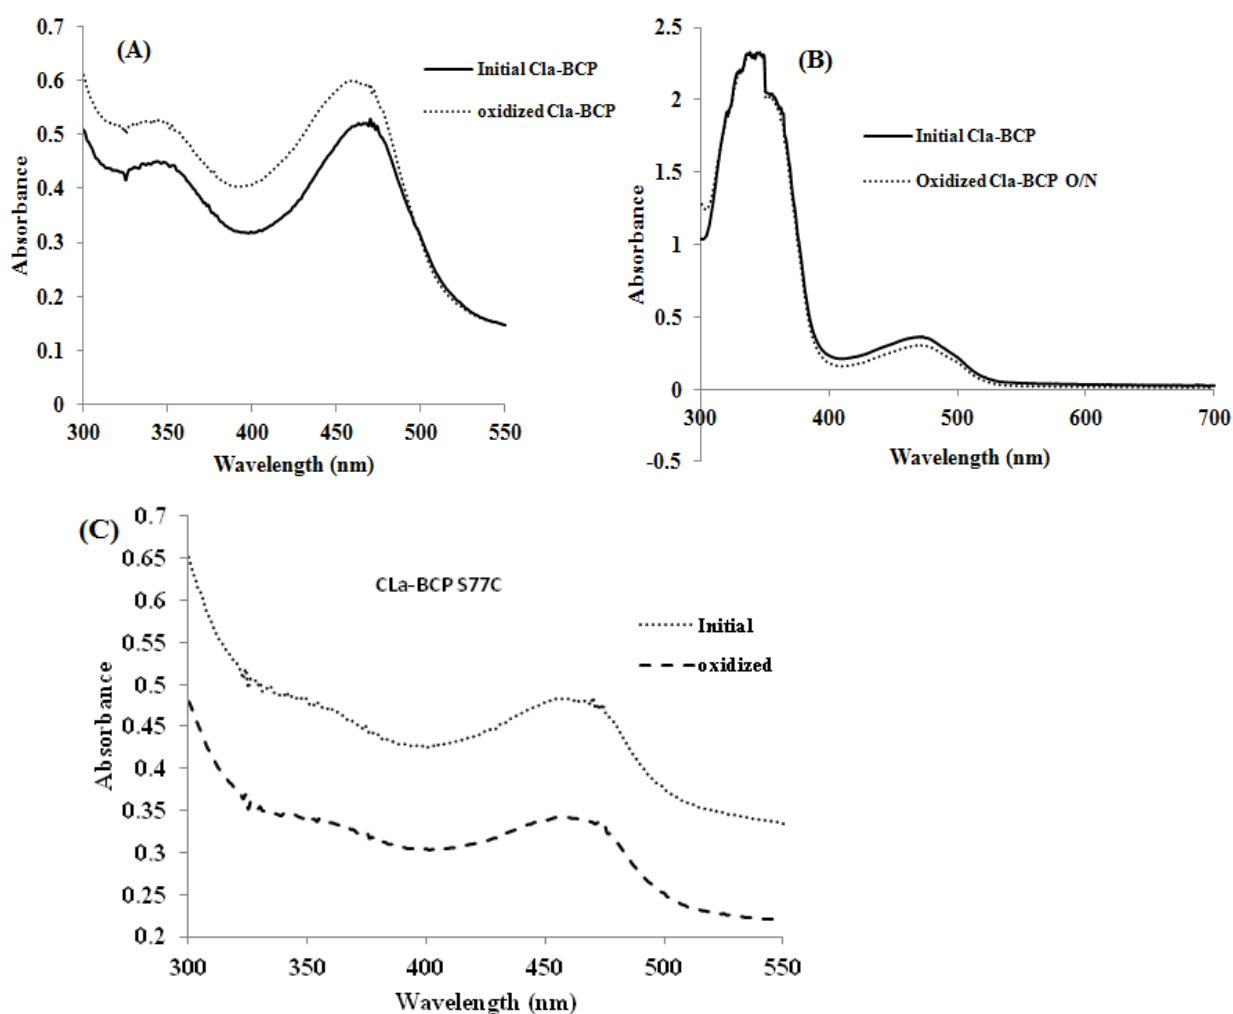 (A)
0.7
0.6
0.5
0.4
0.3
0.2
0.1
0
300 350 400 450 500 550
Absorbance
Wavelength (nm)
Initial Cla-BCP
oxidized Cla-BCP
(B)
2.5
2
1.5
1
0.5
0
-0.5
300 400 500 600 700
Absorbance
Wavelength (nm)
Initial Cla-BCP
Oxidized Cla-BCP O/N
(C)
0.7
0.65
0.6
0.55
0.5
0.45
0.4
0.35
0.3
0.25
0.2
300 350 400 450 500 550
Absorbance
Wavelength (nm)
CLa-BCP S77C
Initial
oxidized